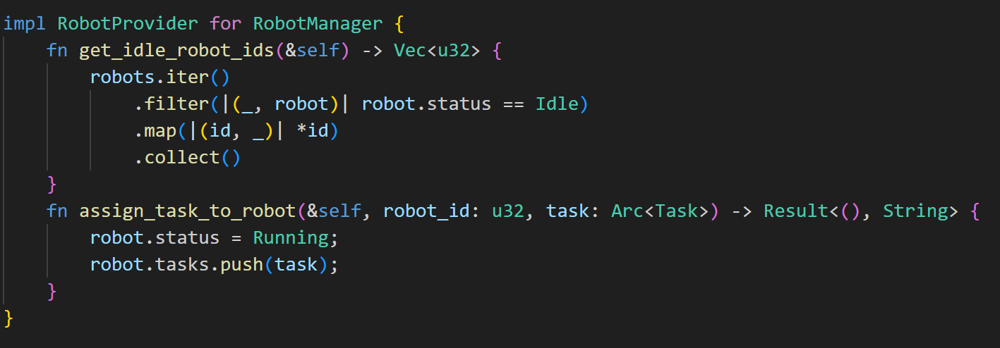 impl RobotProvider for RobotManager {
    fn get_idle_robot_ids(&self) -> Vec<u32> {
        robots.iter()
            .filter(|(_, robot)| robot.status == Idle)
            .map(|(id, _)| *id)
            .collect()
    }
    fn assign_task_to_robot(&self, robot_id: u32, task: Arc<Task>) -> Result<(), String> {
        robot.status = Running;
        robot.tasks.push(task);
    }
}